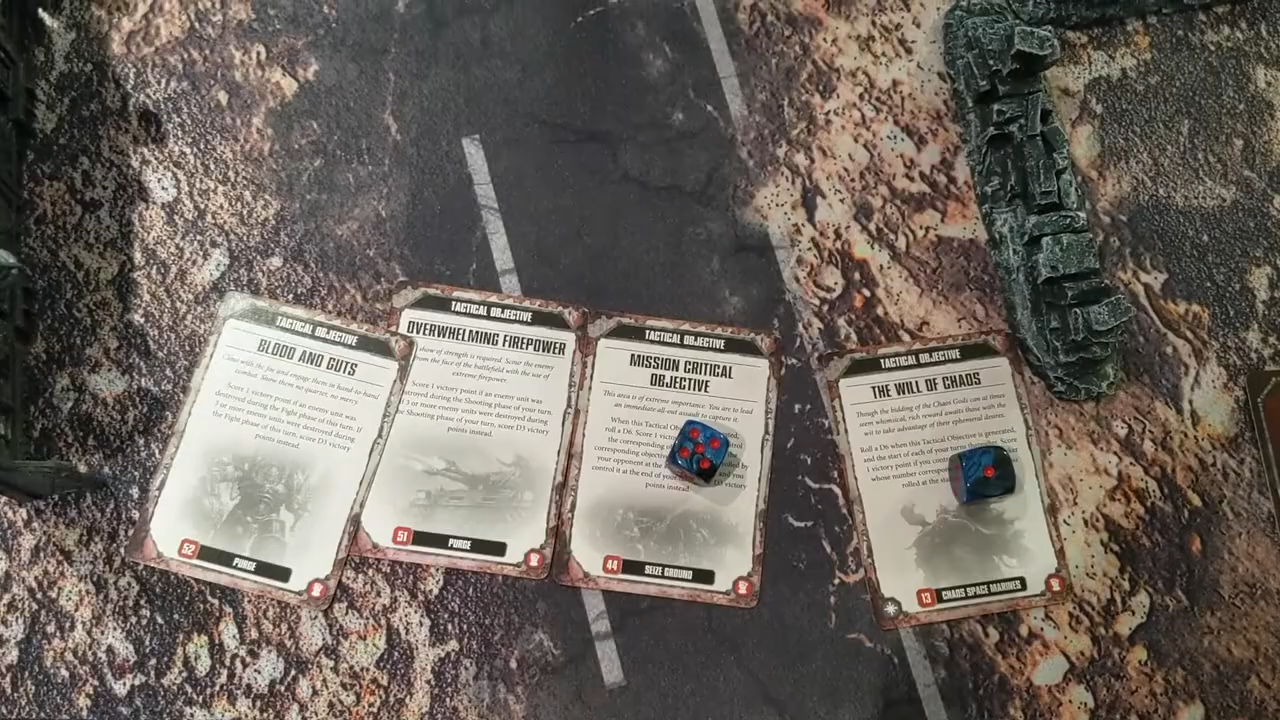 TACTICAL OBJECTIVE
BLOOD AND GUTS
Close with the foe and engage them in hand-to-hand
combat. Show them no quarter, no mercy.
Score 1 victory point if an enemy unit was
destroyed during the Fight phase of this turn. If
3 or more enemy units were destroyed during
the Fight phase of this turn, score D3 victory
points instead.
52
PURGE
TACTICAL OBJECTIVE
OVERWHELMING FIREPOWER
show of strength is required. Scour the enemy
from the face of the battlefield with the use of
extreme firepower.
Score 1 victory point if an enemy unit was
destroyed during the Shooting phase of your turn.
3 or more enemy units were destroyed during
Shooting phase of your turn, score D3 victory
points instead.
51
PURGE
TACTICAL OBJECTIVE
MISSION CRITICAL
OBJECTIVE
This area is of extreme importance. You are to lead
an immediate all-out assault to capture it.
When this Tactical
roll a D6. Score 1
the corresponding
corresponding
your opponent at the and you
control it at the end of your D3 victory
points instead.
44
SEIZE GROUND
TACTICAL OBJECTIVE
THE WILL OF CHAOS
Though the bidding of the Chaos Gods can at times
seem whimsical, rich reward awaits those with the
wit to take advantage of their ephemeral desires.
Roll a D6 when this Tactical Objective is generated,
and the start of each of your turns thereafter. Score
1 victory point if you
whose number
rolled at the
13
CHAOS SPACE MARINES